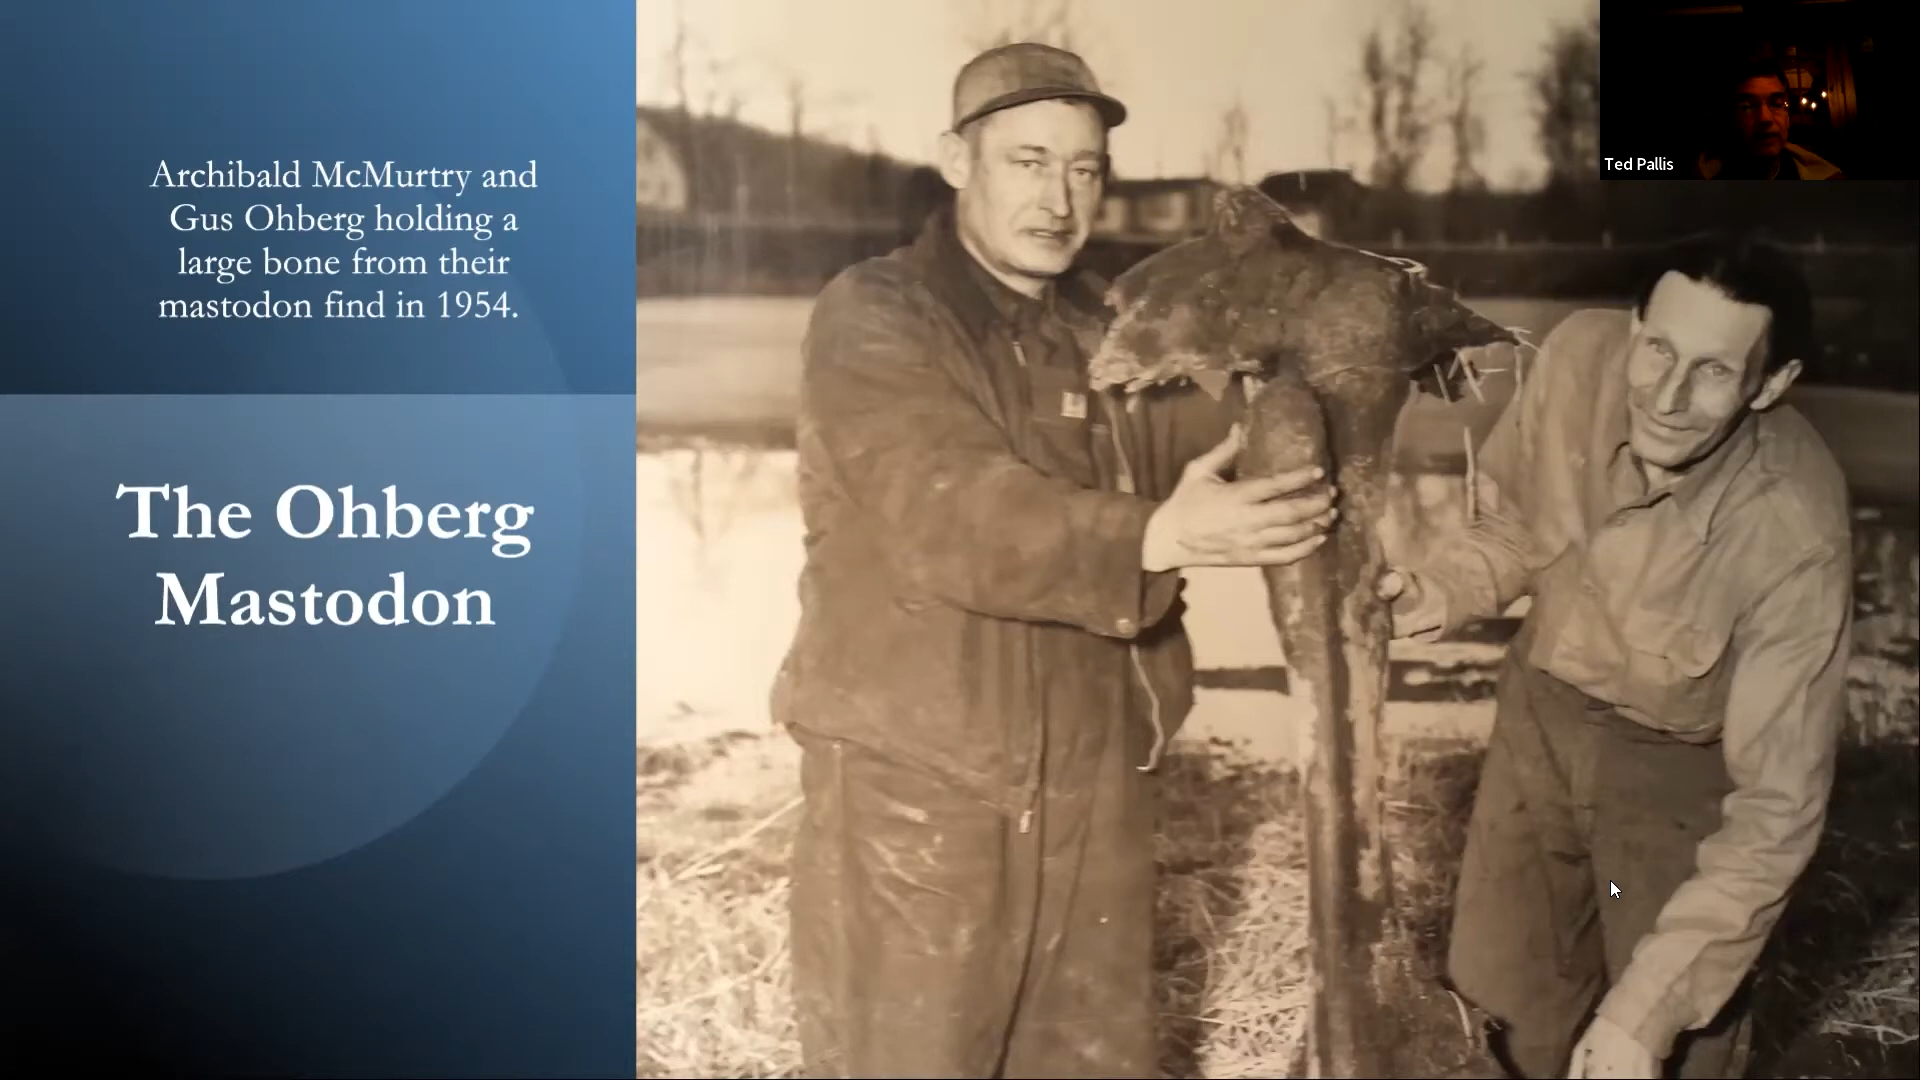 Archibald McMurtry and
Gus Ohberg holding a
large bone from their
mastodon find in 1954.
The Ohberg
Mastodon
Ted Pallis